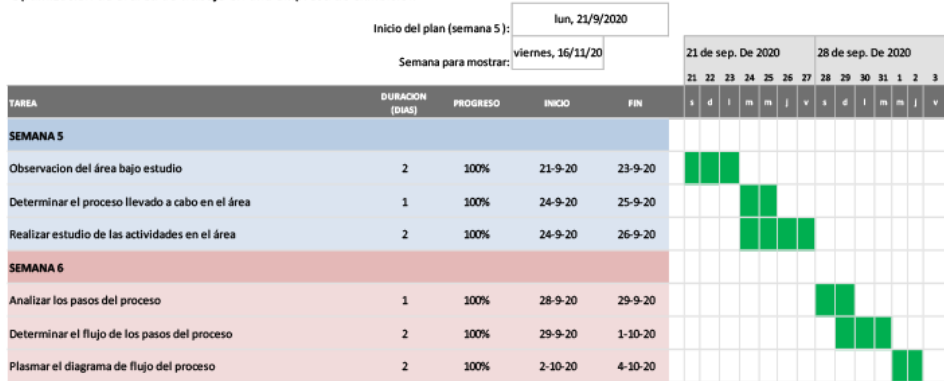 Inicio del plan (semana 5 ): lun, 21/9/2020
Semana para mostrar: viernes, 16/11/20
21 de sep. De 2020 28 de sep. De 2020
21 22 23 24 25 26 27 28 29 30 31 1 2 3
TAREA DURACION (DIAS) PROGRESO INICIO FIN s d l m m j v s d l m m j v
SEMANA 5
Observacion del área bajo estudio 2 100% 21-9-20 23-9-20
Determinar el proceso llevado a cabo en el área 1 100% 24-9-20 25-9-20
Realizar estudio de las actividades en el área 2 100% 24-9-20 26-9-20
SEMANA 6
Analizar los pasos del proceso 1 100% 28-9-20 29-9-20
Determinar el flujo de los pasos del proceso 2 100% 29-9-20 1-10-20
Plasmar el diagrama de flujo del proceso 2 100% 2-10-20 4-10-20